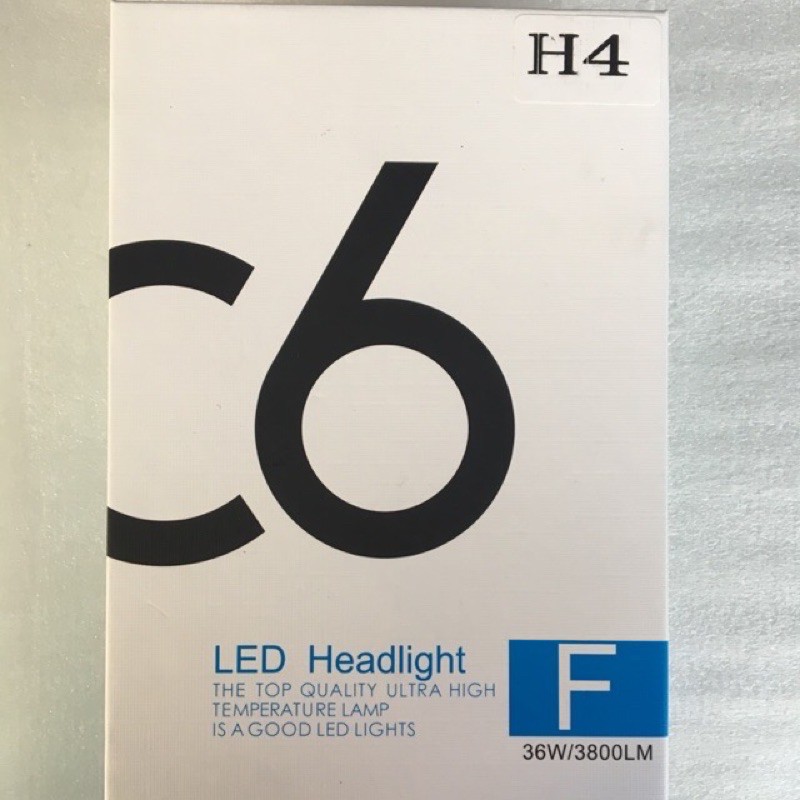 H4
C6
LED Headlight
THE TOP QUALITY ULTRA HIGH
TEMPERATURE LAMP
IS A GOOD LED LIGHTS
F
36W/3800LM